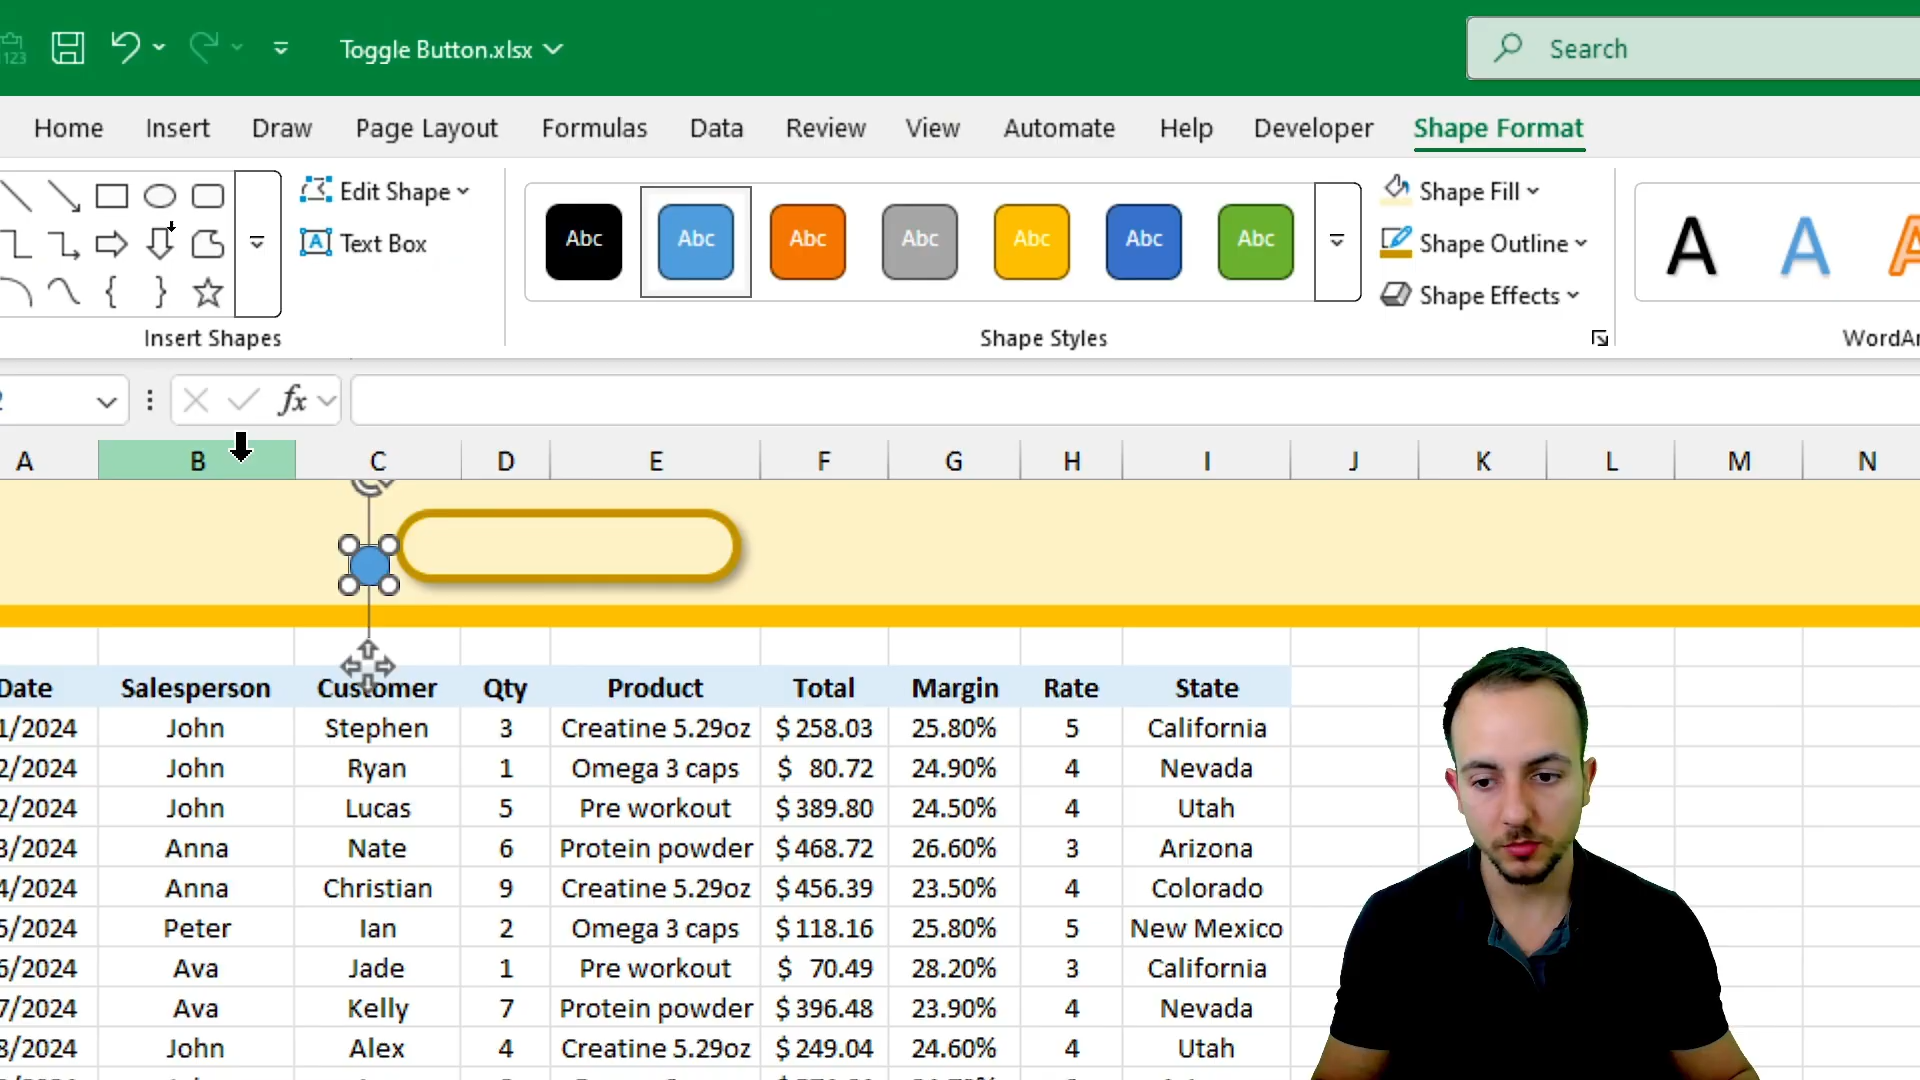 123
Toggle Button.xlsx
Search
Home Insert Draw Page Layout Formulas Data Review View Automate Help Developer Shape Format
Edit Shape
Text Box
Abc Abc Abc Abc Abc Abc Abc
Shape Fill
Shape Outline
Shape Effects
A A A
Insert Shapes
Shape Styles
WordAr
fx
A B C D E F G H I J K L M N
Date Salesperson Customer Qty Product Total Margin Rate State
1/2024 John Stephen 3 Creatine 5.29oz $ 258.03 25.80% 5 California
2/2024 John Ryan 1 Omega 3 caps $ 80.72 24.90% 4 Nevada
2/2024 John Lucas 5 Pre workout $ 389.80 24.50% 4 Utah
3/2024 Anna Nate 6 Protein powder $ 468.72 26.60% 3 Arizona
4/2024 Anna Christian 9 Creatine 5.29oz $ 456.39 23.50% 4 Colorado
5/2024 Peter Ian 2 Omega 3 caps $ 118.16 25.80% 5 New Mexico
6/2024 Ava Jade 1 Pre workout $ 70.49 28.20% 3 California
7/2024 Ava Kelly 7 Protein powder $ 396.48 23.90% 4 Nevada
8/2024 John Alex 4 Creatine 5.29oz $ 249.04 24.60% 4 Utah